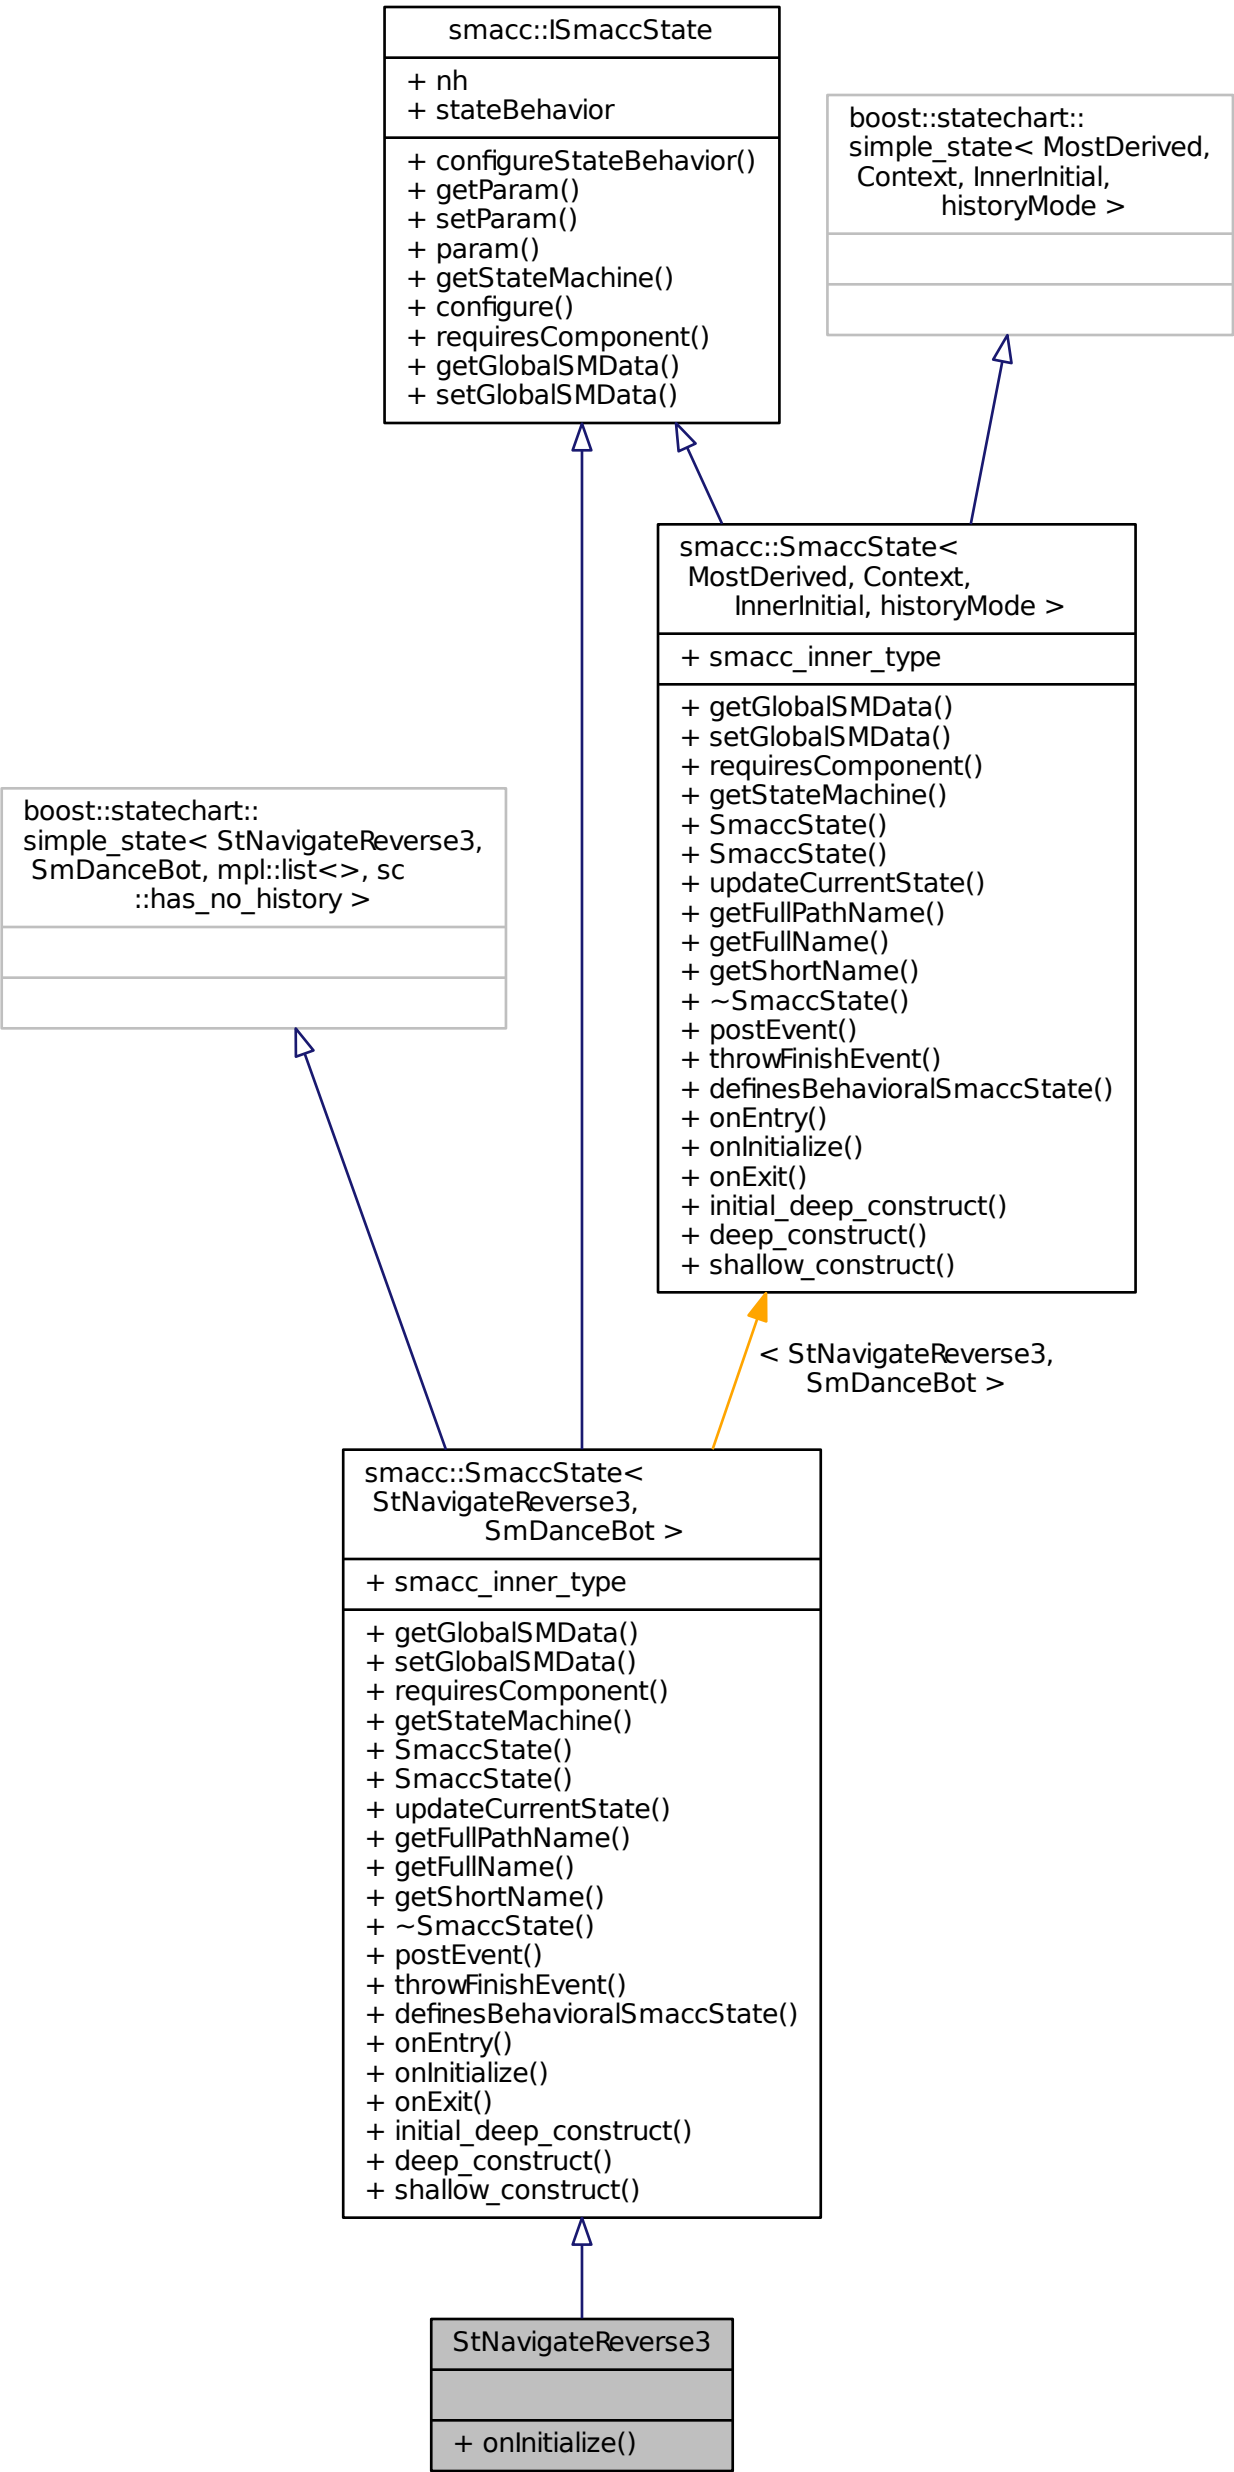 smacc::ISmaccState
+ nh
+ stateBehavior
+ configureStateBehavior()
+ getParam()
+ setParam()
+ param()
+ getStateMachine()
+ configure()
+ requiresComponent()
+ getGlobalSMData()
+ setGlobalSMData()
boost::statechart::
simple_state< MostDerived,
Context, InnerInitial,
historyMode >
smacc::SmaccState<
MostDerived, Context,
InnerInitial, historyMode >
+ smacc_inner_type
+ getGlobalSMData()
+ setGlobalSMData()
+ requiresComponent()
+ getStateMachine()
+ SmaccState()
+ SmaccState()
+ updateCurrentState()
+ getFullPathName()
+ getFullName()
+ getShortName()
+ ~SmaccState()
+ postEvent()
+ throwFinishEvent()
+ definesBehavioralSmaccState()
+ onEntry()
+ onInitialize()
+ onExit()
+ initial_deep_construct()
+ deep_construct()
+ shallow_construct()
boost::statechart::
simple_state< StNavigateReverse3,
SmDanceBot, mpl::list<>, sc
::has_no_history >
< StNavigateReverse3,
SmDanceBot >
smacc::SmaccState<
StNavigateReverse3,
SmDanceBot >
+ smacc_inner_type
+ getGlobalSMData()
+ setGlobalSMData()
+ requiresComponent()
+ getStateMachine()
+ SmaccState()
+ SmaccState()
+ updateCurrentState()
+ getFullPathName()
+ getFullName()
+ getShortName()
+ ~SmaccState()
+ postEvent()
+ throwFinishEvent()
+ definesBehavioralSmaccState()
+ onEntry()
+ onInitialize()
+ onExit()
+ initial_deep_construct()
+ deep_construct()
+ shallow_construct()
StNavigateReverse3
+ onInitialize()